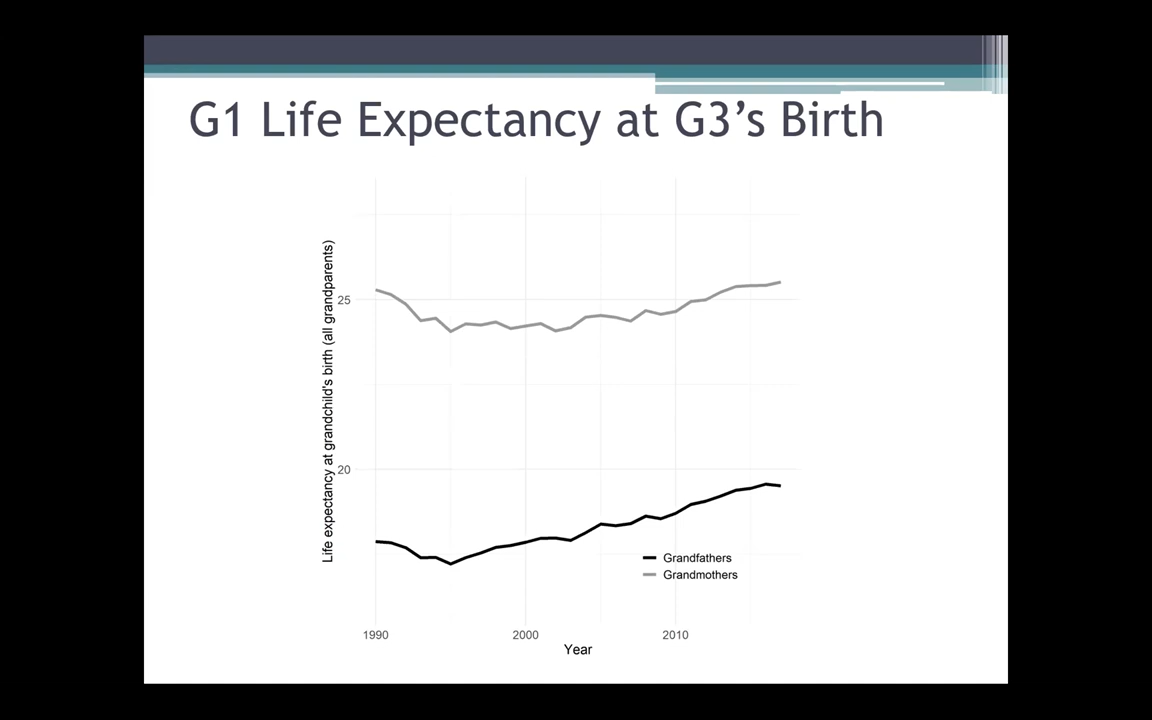 G1 Life Expectancy at G3’s Birth
Life expectancy at grandchild's birth (all grandparents)
25
20
Grandfathers
Grandmothers
1990
2000
2010
Year